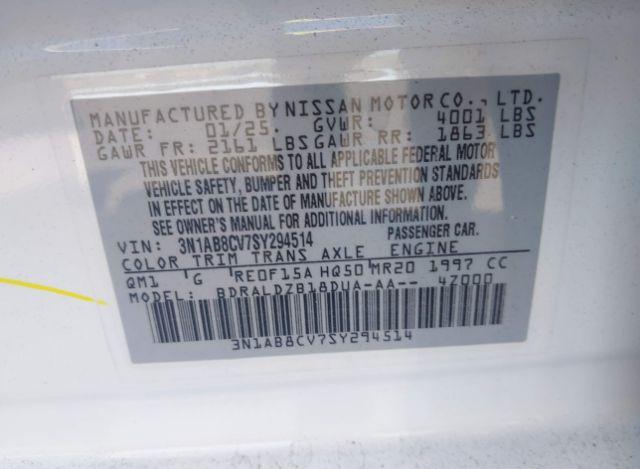 MANUFACTURED BY NISSAN MOTOR CO., LTD.
DATE: 01/25. GVWR: 4001 LBS
GAWR FR: 2161 LBS GAWR RR: 1863 LBS
THIS VEHICLE CONFORMS TO ALL APPLICABLE FEDERAL MOTOR
VEHICLE SAFETY, BUMPER AND THEFT PREVENTION STANDARDS
IN EFFECT ON THE DATE OF MANUFACTURE SHOWN ABOVE.
SEE OWNER'S MANUAL FOR ADDITIONAL INFORMATION.
VIN: 3N1AB8CV7SY294514 PASSENGER CAR.
COLOR TRIM TRANS AXLE ENGINE
QM1 G RE0F15A HQ50 MR20 1997 CC
MODEL: BDRALDZB18DUA-AA-- 4Z000
3N1AB8CV7SY294514